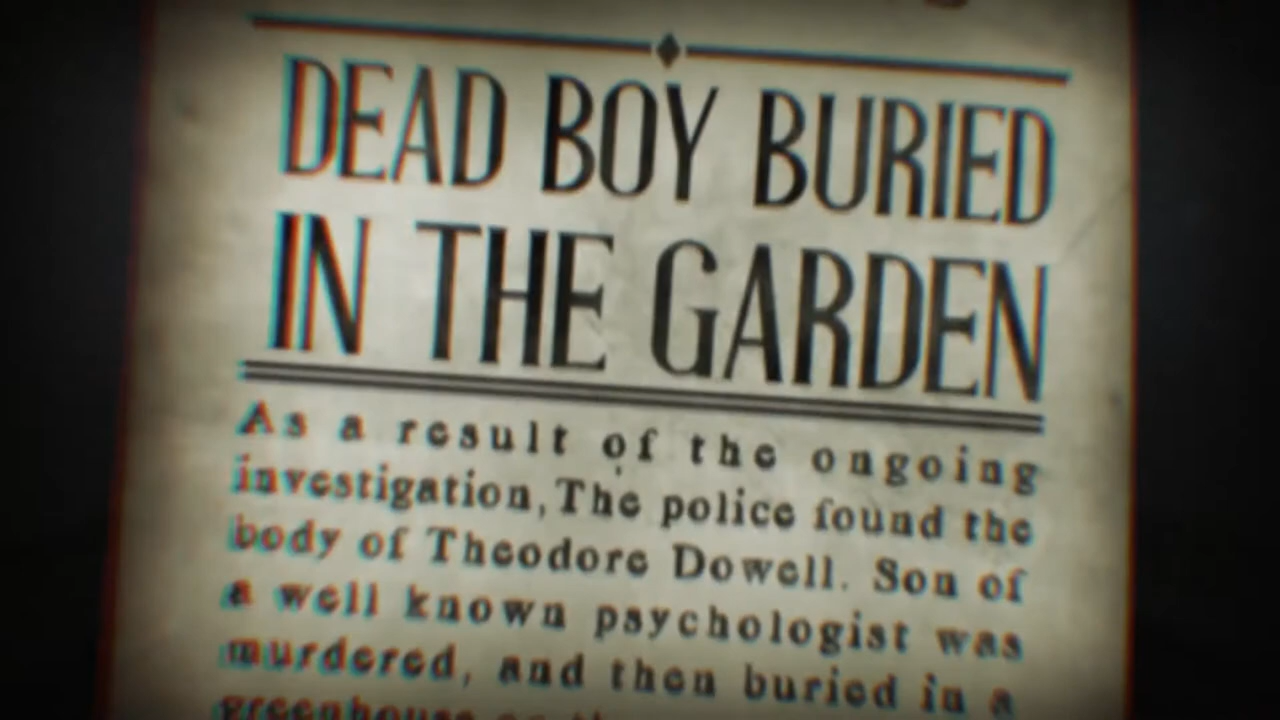 DEAD BOY BURIED
IN THE GARDEN
As a result of the ongoing
investigation,The police found the
body of Theodore Dowell. Son of
a well known psychologist was
murdered, and then buried in a
greenhouse